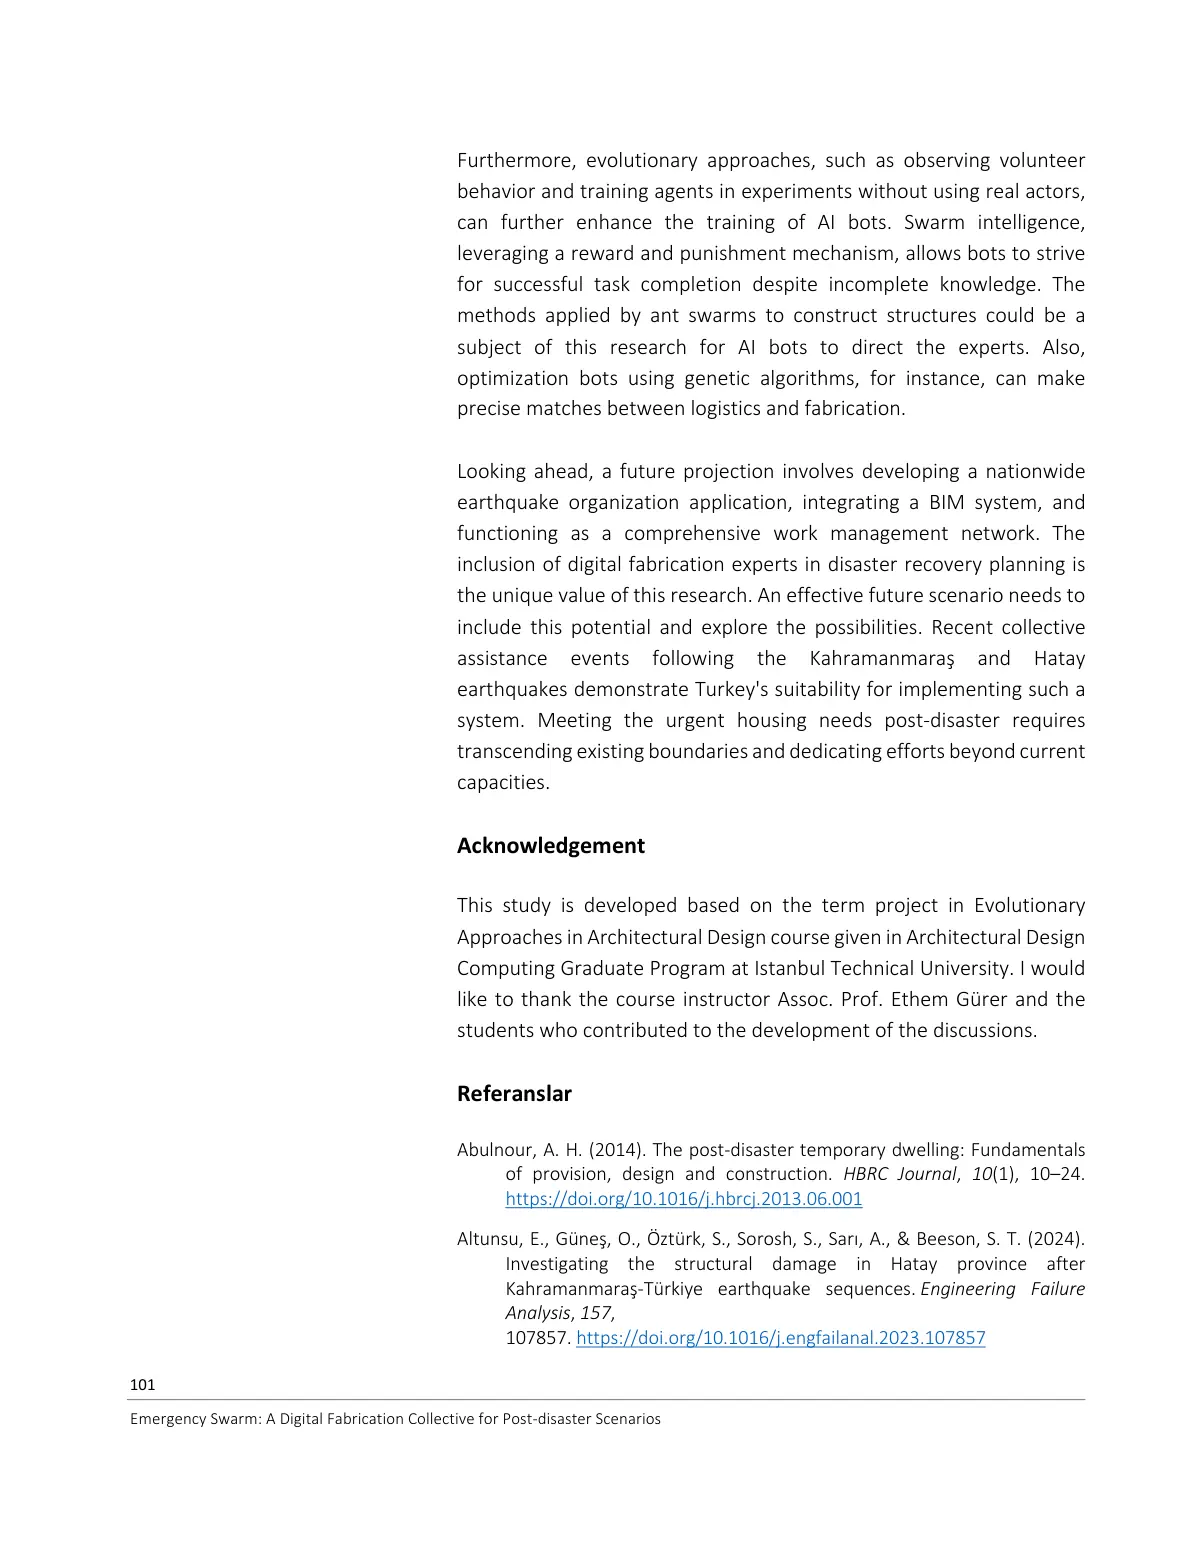 Furthermore, evolutionary approaches, such as observing volunteer
behavior and training agents in experiments without using real actors,
can further enhance the training of AI bots. Swarm intelligence,
leveraging a reward and punishment mechanism, allows bots to strive
for successful task completion despite incomplete knowledge. The
methods applied by ant swarms to construct structures could be a
subject of this research for AI bots to direct the experts. Also,
optimization bots using genetic algorithms, for instance, can make
precise matches between logistics and fabrication.
Looking ahead, a future projection involves developing a nationwide
earthquake organization application, integrating a BIM system, and
functioning as a comprehensive work management network. The
inclusion of digital fabrication experts in disaster recovery planning is
the unique value of this research. An effective future scenario needs to
include this potential and explore the possibilities. Recent collective
assistance events following the Kahramanmaraş and Hatay
earthquakes demonstrate Turkey's suitability for implementing such a
system. Meeting the urgent housing needs post-disaster requires
transcending existing boundaries and dedicating efforts beyond current
capacities.
Acknowledgement
This study is developed based on the term project in Evolutionary
Approaches in Architectural Design course given in Architectural Design
Computing Graduate Program at Istanbul Technical University. I would
like to thank the course instructor Assoc. Prof. Ethem Gürer and the
students who contributed to the development of the discussions.
Referanslar
Abulnour, A. H. (2014). The post-disaster temporary dwelling: Fundamentals
of provision, design and construction. HBRC Journal, 10(1), 10–24.
https://doi.org/10.1016/j.hbrcj.2013.06.001
Altunsu, E., Güneş, O., Öztürk, S., Sorosh, S., Sarı, A., & Beeson, S. T. (2024).
Investigating the structural damage in Hatay province after
Kahramanmaraş-Türkiye earthquake sequences. Engineering Failure
Analysis, 157,
107857. https://doi.org/10.1016/j.engfailanal.2023.107857
101
Emergency Swarm: A Digital Fabrication Collective for Post-disaster Scenarios